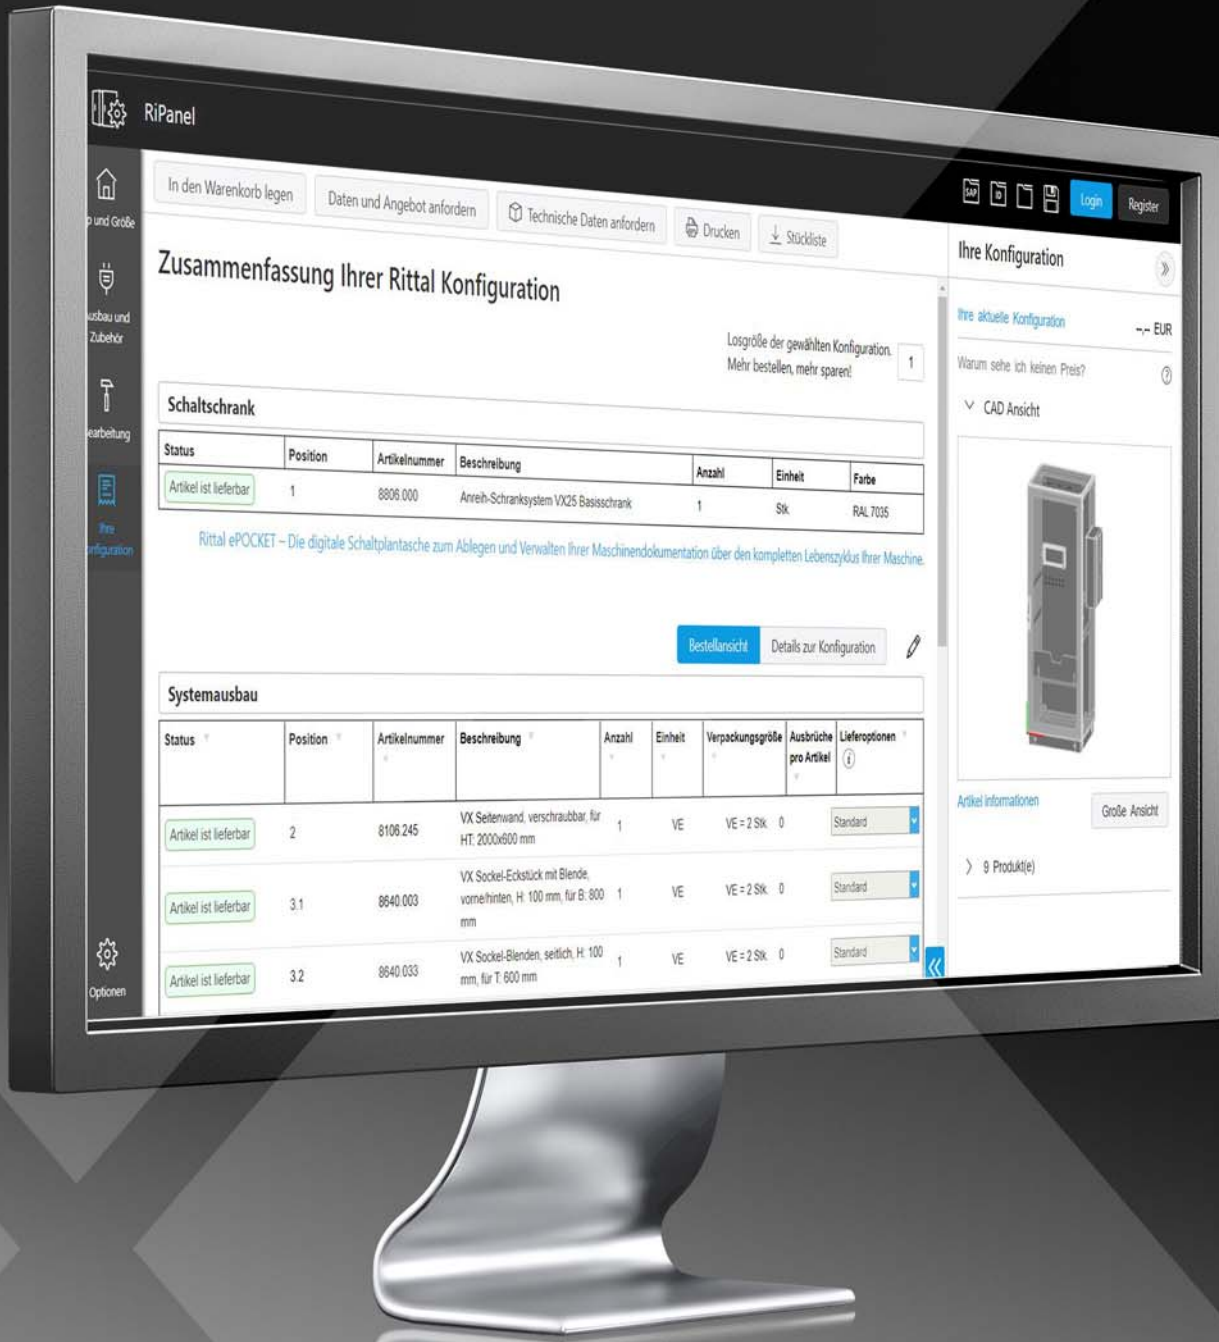 RiPanel
SAP
ID
Login
Register
und Größe
Zubehör
Ihre
Optionen
In den Warenkorb legen
Daten und Angebot anfordern
Technische Daten anfordern
Drucken
Stückliste
Zusammenfassung Ihrer Rittal Konfiguration
Losgröße der gewählten Konfiguration.
Mehr bestellen, mehr sparen!
1
Schaltschrank
Status Position Artikelnummer Beschreibung Anzahl Einheit Farbe
Artikel ist lieferbar 1 8806.000 Anreih-Schranksystem VX25 Basisschrank 1 Stk RAL 7035
Rittal ePOCKET – Die digitale Schaltplantasche zum Ablegen und Verwalten Ihrer Maschinendokumentation über den kompletten Lebenszyklus Ihrer Maschine.
Bestellansicht
Details zur Konfiguration
Systemausbau
Status Position Artikelnummer Beschreibung Anzahl Einheit Verpackungsgröße Ausbrüche Lieferoptionen
pro Artikel
Artikel ist lieferbar 2 8106.245 VX Seitenwand, verschraubbar, für 1 VE VE = 2 Stk. 0 Standard
HT: 2000x600 mm
VX Sockel-Eckstück mit Blende,
Artikel ist lieferbar 3.1 8640.003 vorne/hinten, H: 100 mm, für B: 800 1 VE VE = 2 Stk. 0 Standard
mm
Artikel ist lieferbar 3.2 8640.033 VX Sockel-Blenden, seitlich, H: 100 1 VE VE = 2 Stk. 0 Standard
mm, für T: 600 mm
Ihre Konfiguration
Ihre aktuelle Konfiguration --,-- EUR
Warum sehe ich keinen Preis?
CAD Ansicht
Artikel informationen
Große Ansicht
9 Produkt(e)